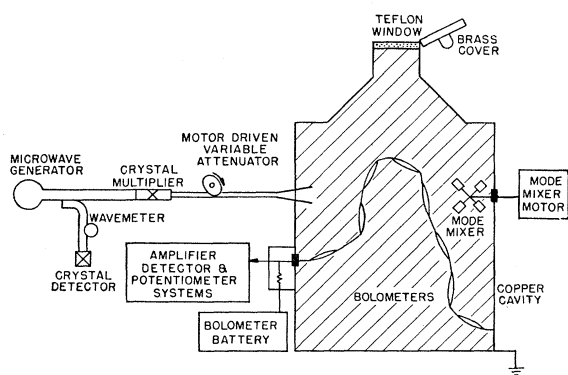 TEFLON
WINDOW
BRASS
COVER
MOTOR DRIVEN
VARIABLE
ATTENUATOR
MICROWAVE
GENERATOR
CRYSTAL
MULTIPLIER
WAVEMETER
CRYSTAL
DETECTOR
MODE
MIXER
MODE
MIXER
MOTOR
AMPLIFIER
DETECTOR &
POTENTIOMETER
SYSTEMS
BOLOMETERS
COPPER
CAVITY
BOLOMETER
BATTERY